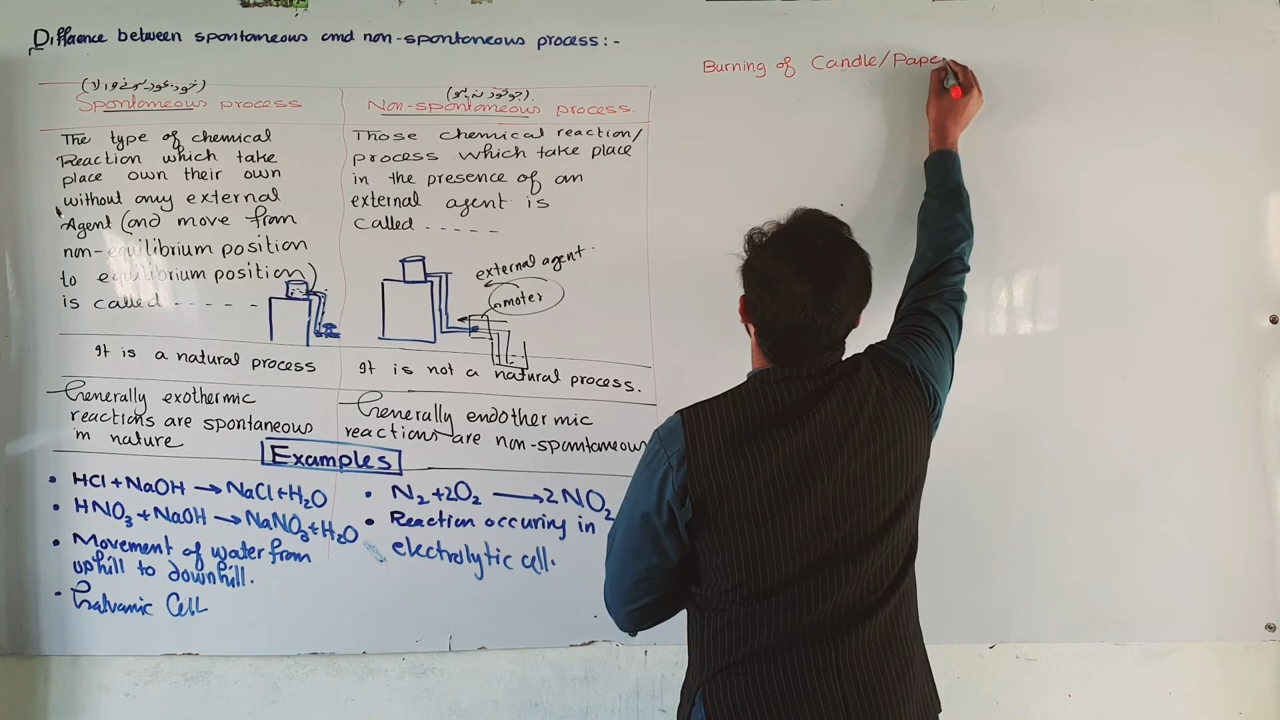 Difference between spontaneous and non-spontaneous process:-
Burning of Candle/Pape
Spontaneous process
The type of chemical
Reaction which take
place own their own
without any external
Agent (and move from
non-equilibrium position
to equilibrium position)
is called - - - - - -
It is a natural process
Generally exothermic
reactions are spontaneous
in nature
Non-spontaneous process.
Those chemical reaction/
process which take place
in the presence of an
external agent is
called - - - - -
external agent.
moter
It is not a natural process.
Generally endothermic
reactions are non-spontaneous
Examples
• HCl + NaOH → NaCl + H₂O
• HNO₃ + NaOH → NaNO₃ + H₂O
• Movement of water from
uphill to downhill.
• Galvanic Cell
• N₂ + 2O₂ → 2NO₂
• Reaction occuring in
electrolytic cell.